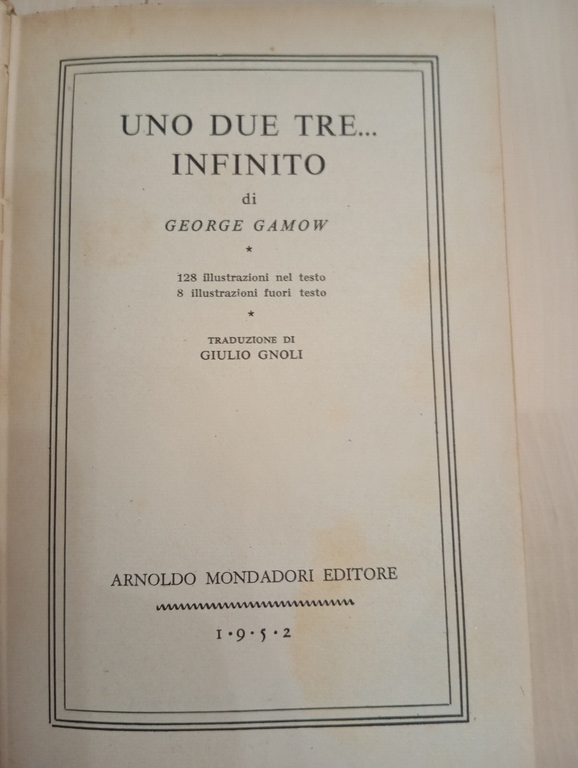 UNO DUE TRE...
INFINITO
di
GEORGE GAMOW
*
128 illustrazioni nel testo
8 illustrazioni fuori testo
*
TRADUZIONE DI
GIULIO GNOLI
ARNOLDO MONDADORI EDITORE
1•9•5•2